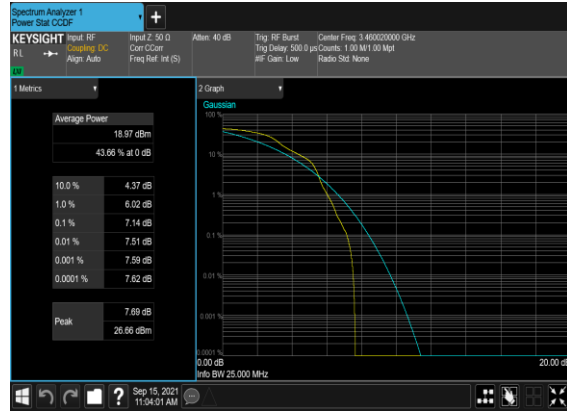 Spectrum Analyzer 1
Power Stat CCDF
+
KEYSIGHT
RL
Input: RF
Coupling: DC
Align: Auto
Input Z: 50 Ω
Corr CCorr
Freq Ref: Int (S)
Atten: 40 dB
Trig: RF Burst
Trig Delay: 500.0 µs
#IF Gain: Low
Center Freq: 3.460020000 GHz
Counts: 1.00 M/1.00 Mpt
Radio Std: None
1 Metrics
Average Power
18.97 dBm
43.66 % at 0 dB
10.0 % 4.37 dB
1.0 % 6.02 dB
0.1 % 7.14 dB
0.01 % 7.51 dB
0.001 % 7.59 dB
0.0001 % 7.62 dB
Peak
7.69 dB
26.66 dBm
2 Graph
Gaussian
100 %
10 %
1 %
0.1 %
0.01 %
0.001 %
0.0001 %
0.00 dB
20.00 dB
Info BW 25.000 MHz
?
Sep 15, 2021
11:04:01 AM